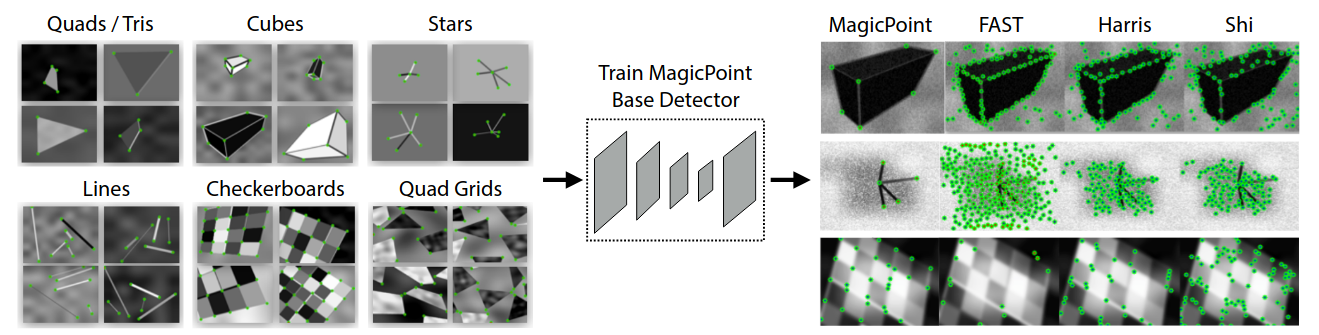 Quads / Tris
Cubes
Stars
Lines
Checkerboards
Quad Grids
Train MagicPoint
Base Detector
MagicPoint
FAST
Harris
Shi